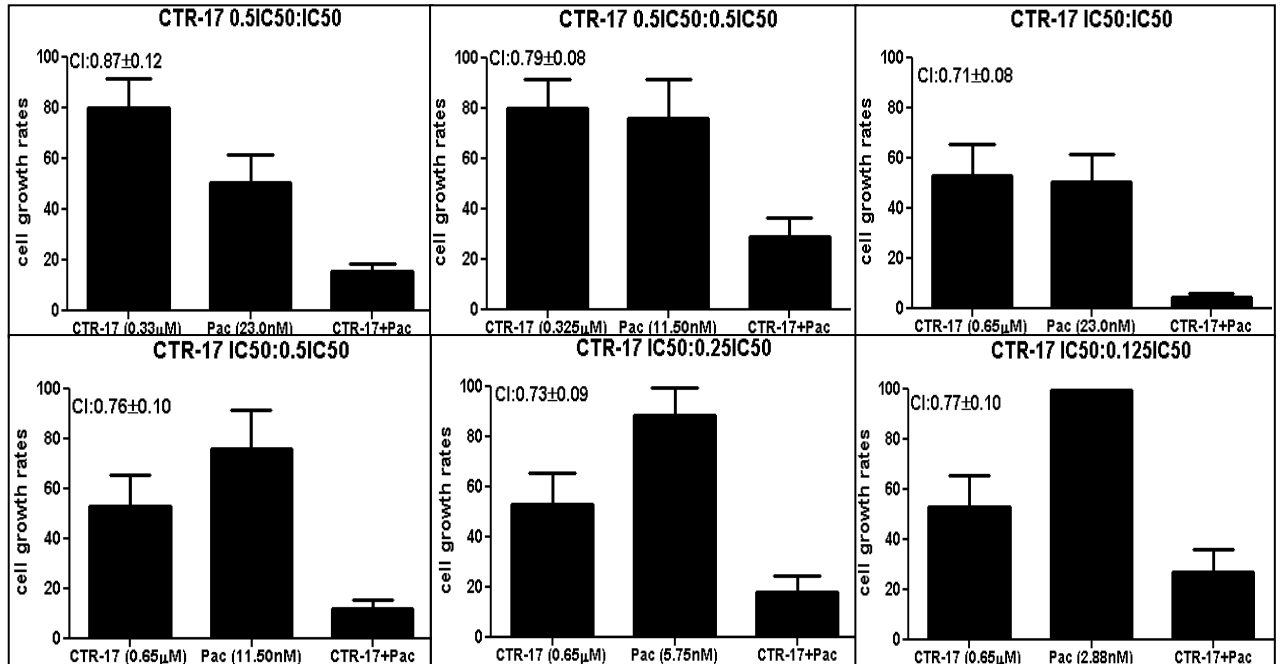 CTR-17 0.5IC50:IC50
CI:0.87±0.12
cell growth rates
100
80
60
40
20
0
CTR-17 (0.33μM) Pac (23.0nM) CTR-17+Pac
CTR-17 0.5IC50:0.5IC50
CI:0.79±0.08
cell growth rates
100
80
60
40
20
0
CTR-17 (0.325μM) Pac (11.50nM) CTR-17+Pac
CTR-17 IC50:IC50
CI:0.71±0.08
cell growth rates
100
80
60
40
20
0
CTR-17 (0.65μM) Pac (23.0nM) CTR-17+Pac
CTR-17 IC50:0.5IC50
CI:0.76±0.10
cell growth rates
100
80
60
40
20
0
CTR-17 (0.65μM) Pac (11.50nM) CTR-17+Pac
CTR-17 IC50:0.25IC50
CI:0.73±0.09
cell growth rates
100
80
60
40
20
0
CTR-17 (0.65μM) Pac (5.75nM) CTR-17+Pac
CTR-17 IC50:0.125IC50
CI:0.77±0.10
cell growth rates
100
80
60
40
20
0
CTR-17 (0.65μM) Pac (2.88nM) CTR-17+Pac